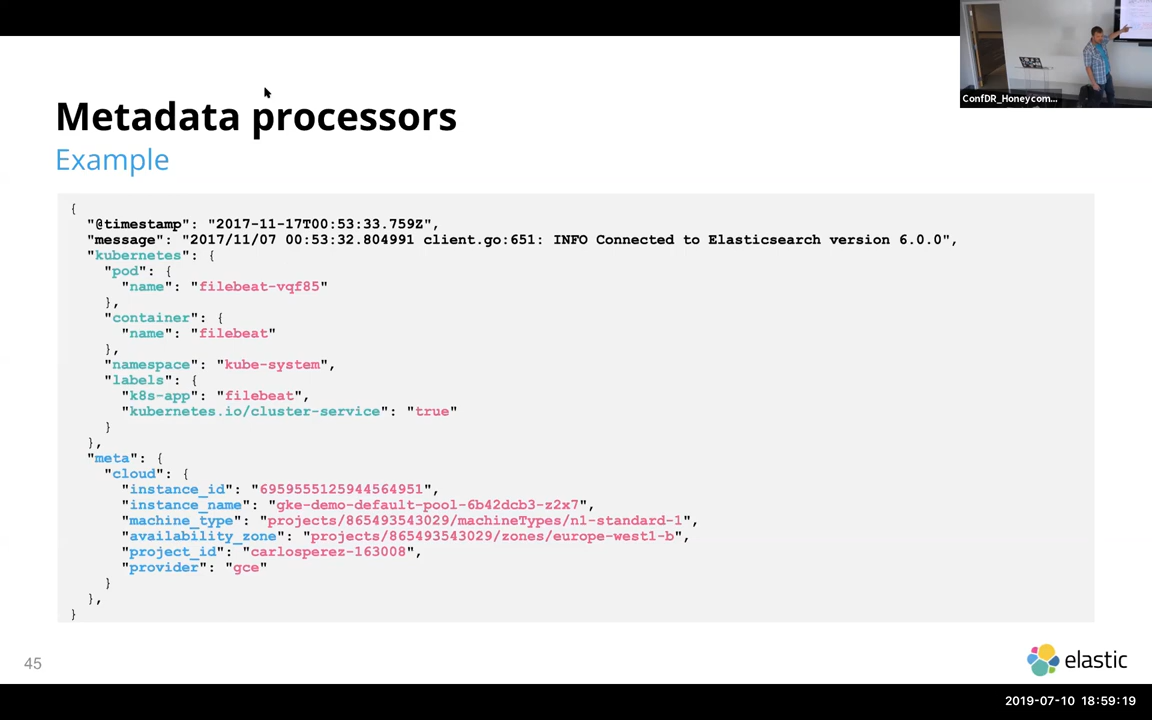 ConfDR_Honeycom...
Metadata processors
Example
{
"@timestamp": "2017-11-17T00:53:33.759Z",
"message": "2017/11/07 00:53:32.804991 client.go:651: INFO Connected to Elasticsearch version 6.0.0",
"kubernetes": {
"pod": {
"name": "filebeat-vqf85"
},
"container": {
"name": "filebeat"
},
"namespace": "kube-system",
"labels": {
"k8s-app": "filebeat",
"kubernetes.io/cluster-service": "true"
}
},
"meta": {
"cloud": {
"instance_id": "6959555125944564951",
"instance_name": "gke-demo-default-pool-6b42dcb3-z2x7",
"machine_type": "projects/865493543029/machineTypes/n1-standard-1",
"availability_zone": "projects/865493543029/zones/europe-west1-b",
"project_id": "carlosperez-163008",
"provider": "gce"
}
},
}
45
elastic
2019-07-10 18:59:19